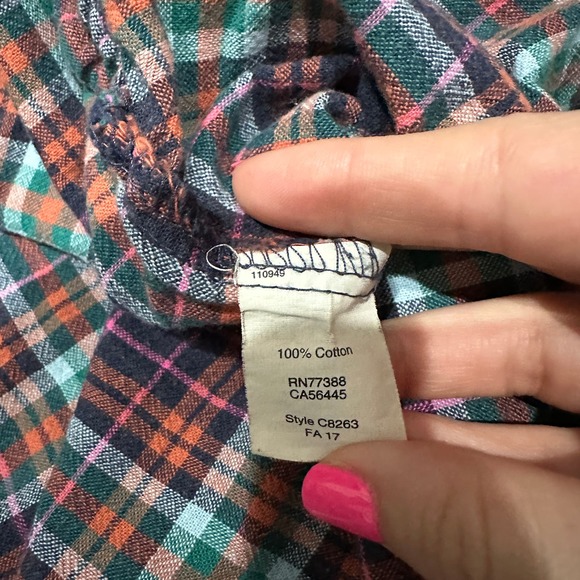 110949
100% Cotton
RN77388
CA56445
Style C8263
FA 17